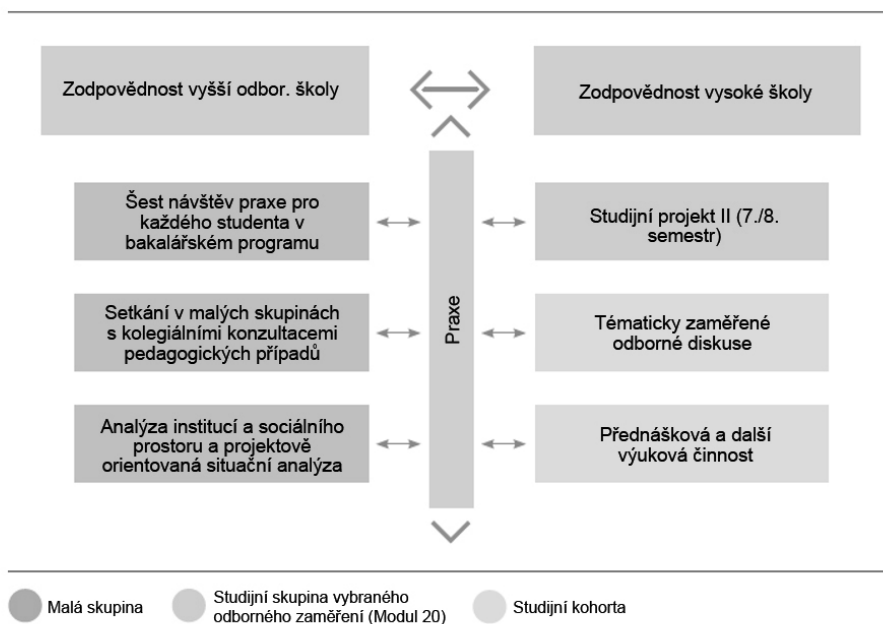 Zodpovědnost vyšší odbor. školy
Zodpovědnost vysoké školy
Šest návštěv praxe pro
každého studenta v
bakalářském programu
Studijní projekt II (7./8.
semestr)
Setkání v malých skupinách
s kolegiálními konzultacemi
pedagogických případů
Praxe
Tématicky zaměřené
odborné diskuse
Analýza institucí a sociálního
prostoru a projektově
orientovaná situační analýza
Přednášková a další
výuková činnost
Malá skupina
Studijní skupina vybraného
odborného zaměření (Modul 20)
Studijní kohorta